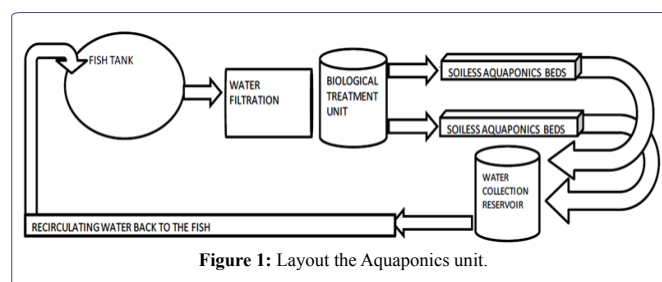 FISH TANK
WATER
FILTRATION
BIOLOGICAL
TREATMENT
UNIT
SOILESS AQUAPONICS BEDS
SOILESS AQUAPONICS BEDS
WATER
COLLECTION
RESERVOIR
RECIRCULATING WATER BACK TO THE FISH
Figure 1: Layout the Aquaponics unit.